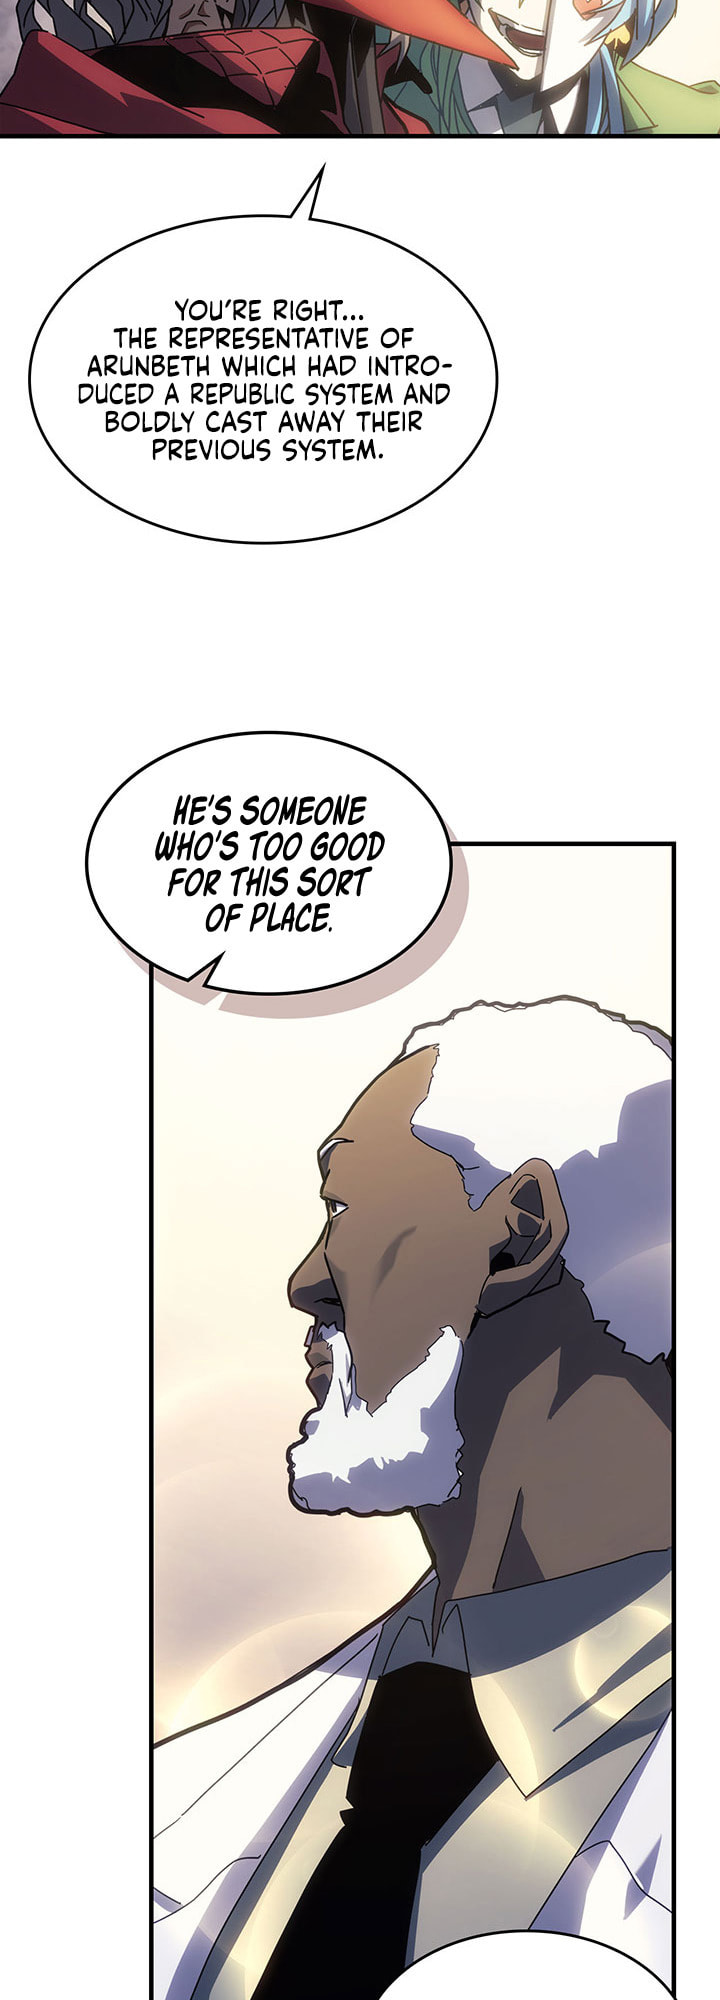 YOU'RE RIGHT...
THE REPRESENTATIVE OF
ARUNBETH WHICH HAD INTRO-
DUCED A REPUBLIC SYSTEM AND
BOLDLY CAST AWAY THEIR
PREVIOUS SYSTEM.
HE'S SOMEONE
WHO'S TOO GOOD
FOR THIS SORT
OF PLACE.